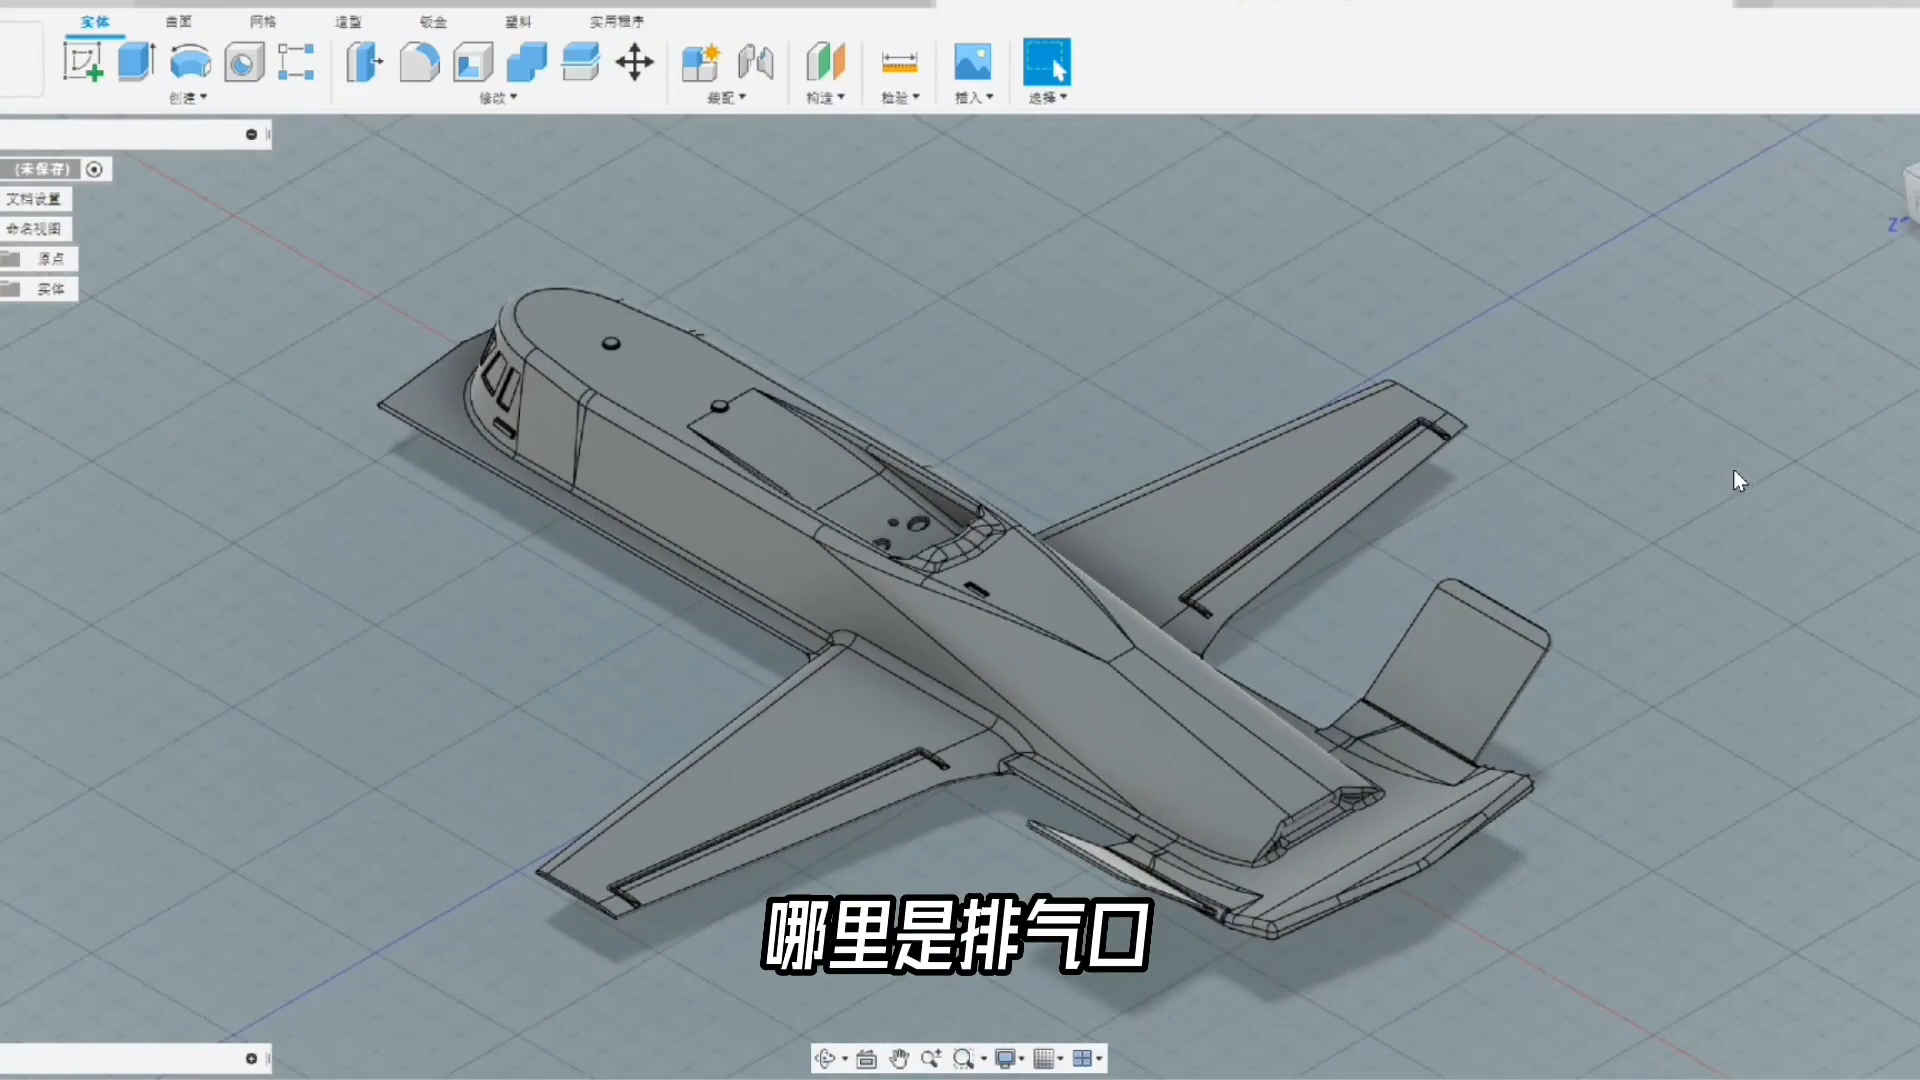 实体 曲面 网格 造型 钣金 塑料 实用程序
创建 修改 装配 构造 检验 插入 选择
(未保存)
文档设置
命名视图
原点
实体
Z
哪里是排气口